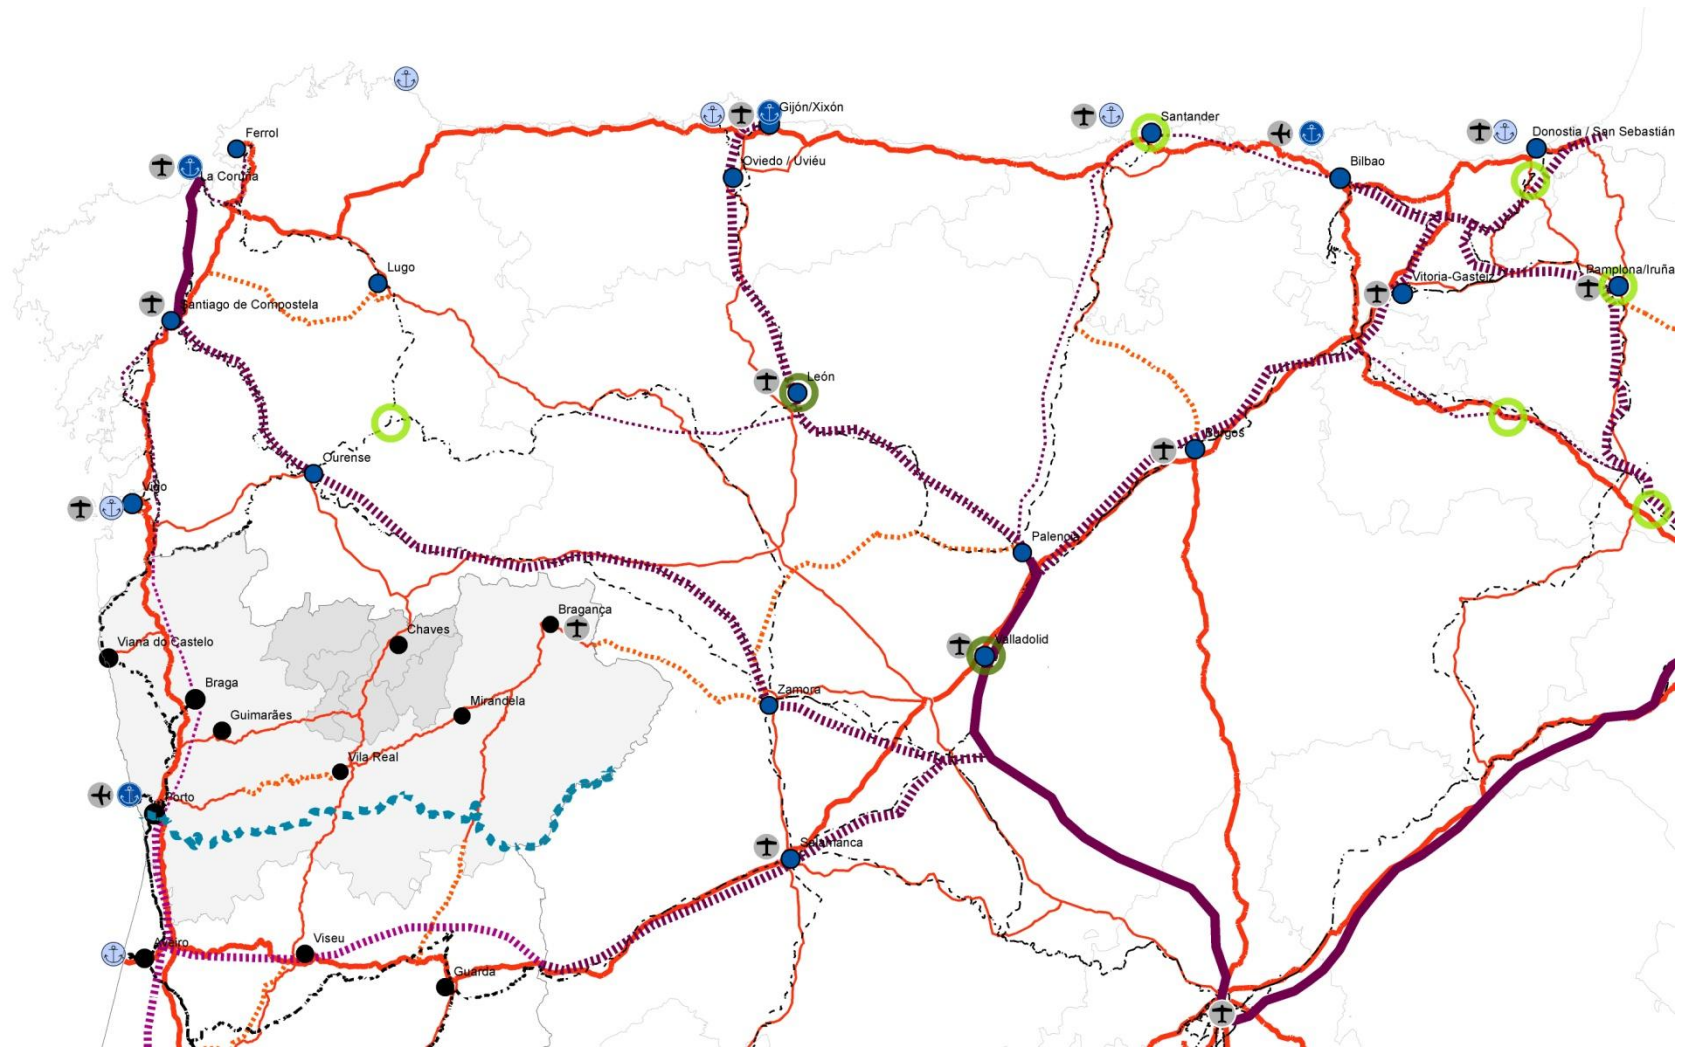 Gijón/Xixón
Santander
Ferrol
Donostia / San Sebastián
Oviedo / Uviéu
Bilbao
La Coruña
Lugo
Vitoria-Gasteiz
Pamplona/Iruña
Santiago de Compostela
León
Burgos
Ourense
Vigo
Palencia
Bragança
Chaves
Viana do Castelo
Valladolid
Braga
Zamora
Mirandela
Guimarães
Vila Real
Porto
Salamanca
Viseu
Aveiro
Guarda